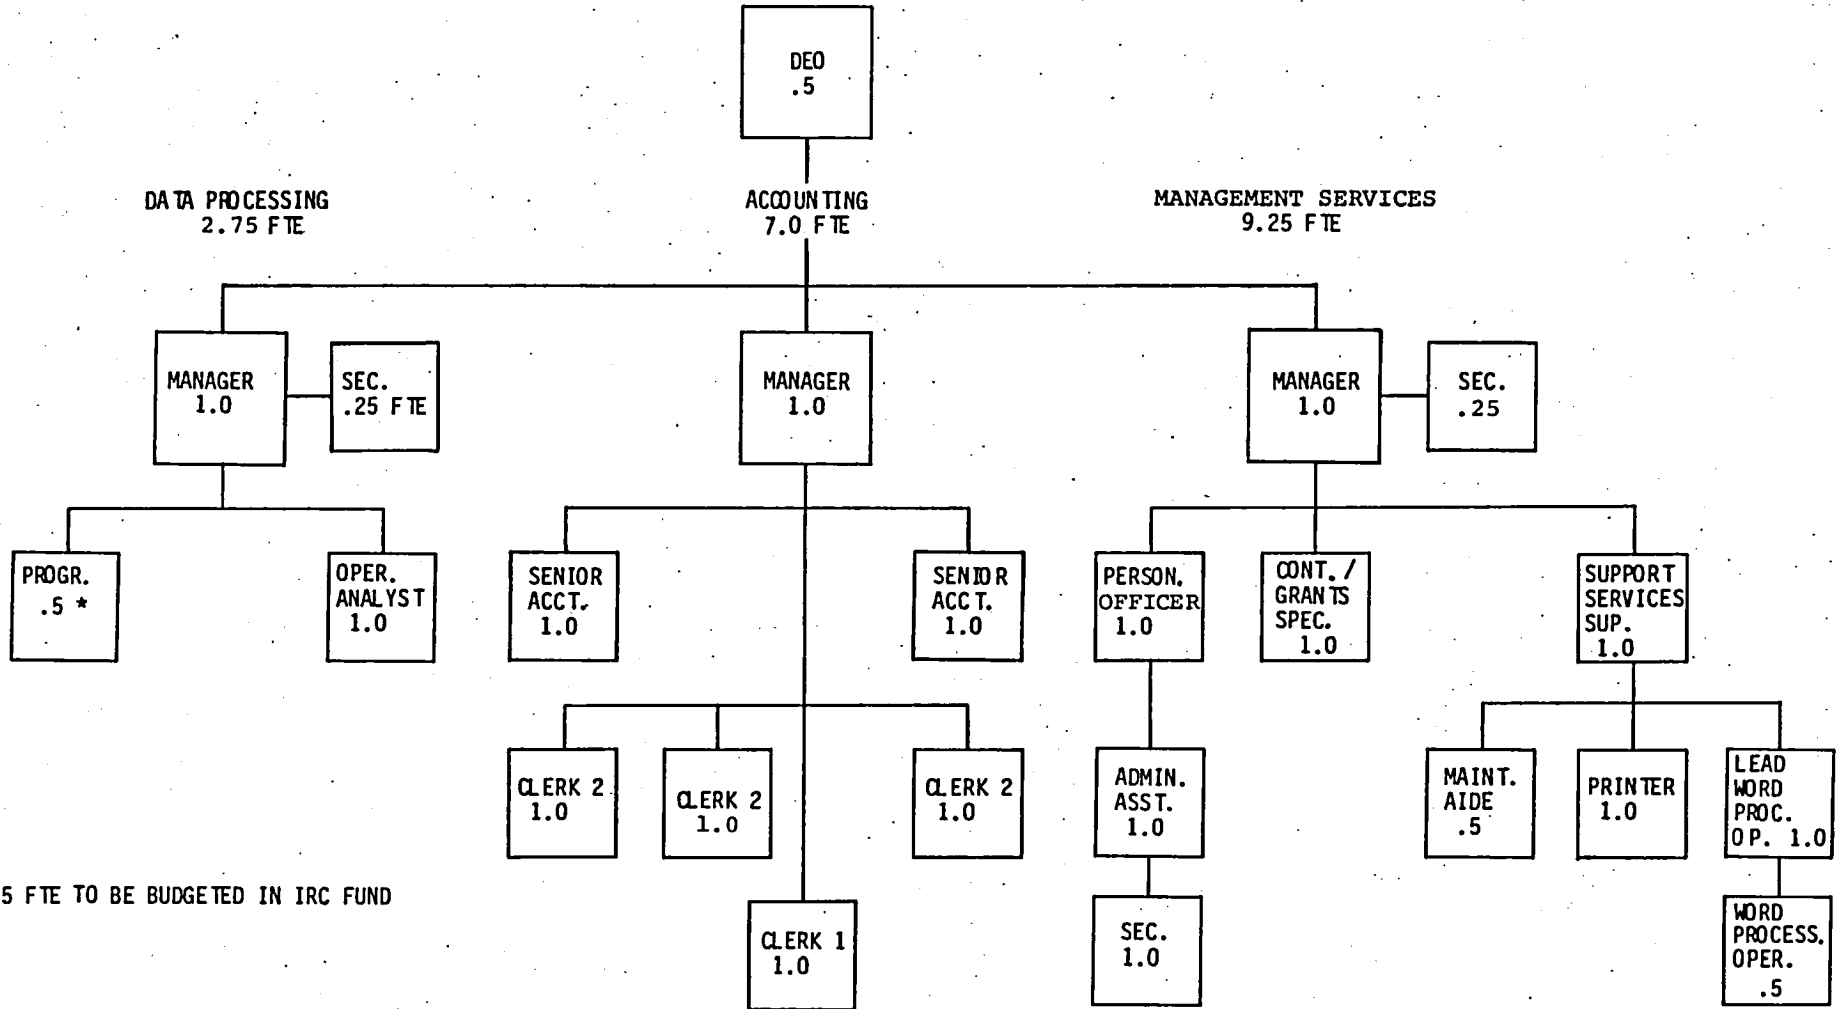 DEO
.5
DATA PROCESSING
2.75 FTE
ACCOUNTING
7.0 FTE
MANAGEMENT SERVICES
9.25 FTE
MANAGER
1.0
SEC.
.25 FTE
MANAGER
1.0
MANAGER
1.0
SEC.
.25
PROGR.
.5 *
OPER.
ANALYST
1.0
SENIOR
ACCT.
1.0
SENIOR
ACCT.
1.0
PERSON.
OFFICER
1.0
CONT./
GRANTS
SPEC.
1.0
SUPPORT
SERVICES
SUP.
1.0
CLERK 2
1.0
CLERK 2
1.0
CLERK 2
1.0
ADMIN.
ASST.
1.0
MAINT.
AIDE
.5
PRINTER
1.0
LEAD
WORD
PROC.
OP. 1.0
5 FTE TO BE BUDGETED IN IRC FUND
CLERK 1
1.0
SEC.
1.0
WORD
PROCESS.
OPER.
.5